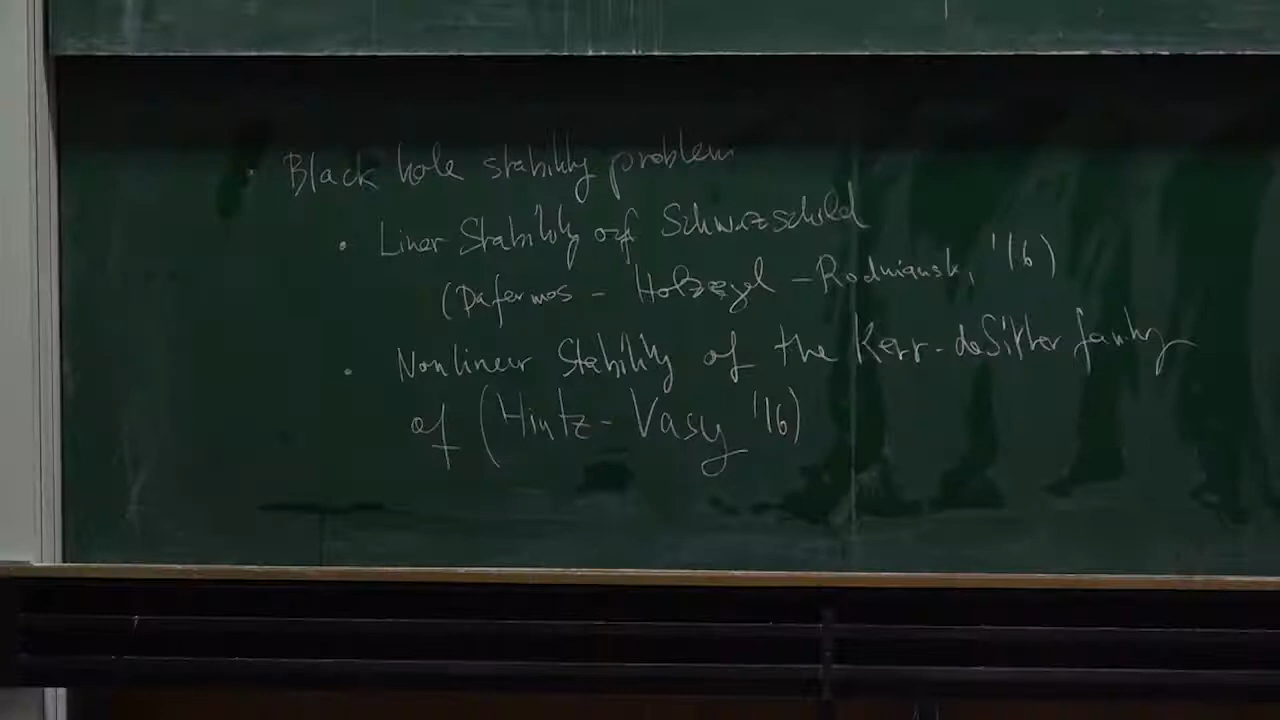 · Black hole stability problem
· Liner Stability of Schwarzschild
(Dafermos - Holzegel - Rodnianski, '16)
· Nonlinear Stability of the Kerr-deSitter family
of (Hintz-Vasy '16)